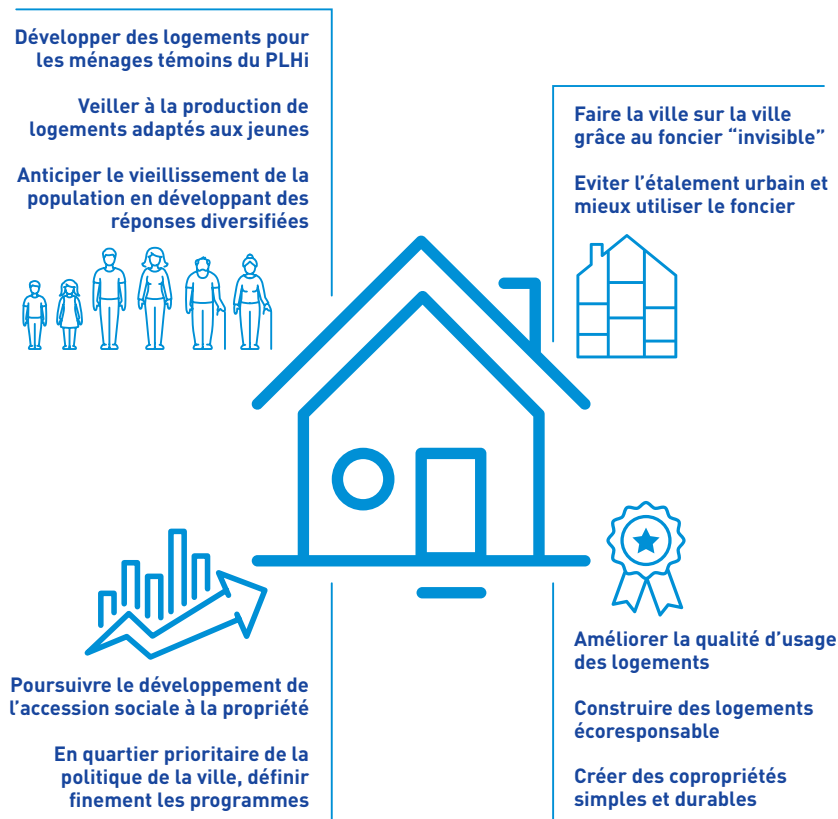 Développer des logements pour
les ménages témoins du PLHi
Veiller à la production de
logements adaptés aux jeunes
Anticiper le vieillissement de la
population en développant des
réponses diversifiées
Faire la ville sur la ville
grâce au foncier “invisible”
Eviter l’étalement urbain et
mieux utiliser le foncier
Poursuivre le développement de
l’accession sociale à la propriété
En quartier prioritaire de la
politique de la ville, définir
finement les programmes
Améliorer la qualité d’usage
des logements
Construire des logements
écoresponsable
Créer des copropriétés
simples et durables